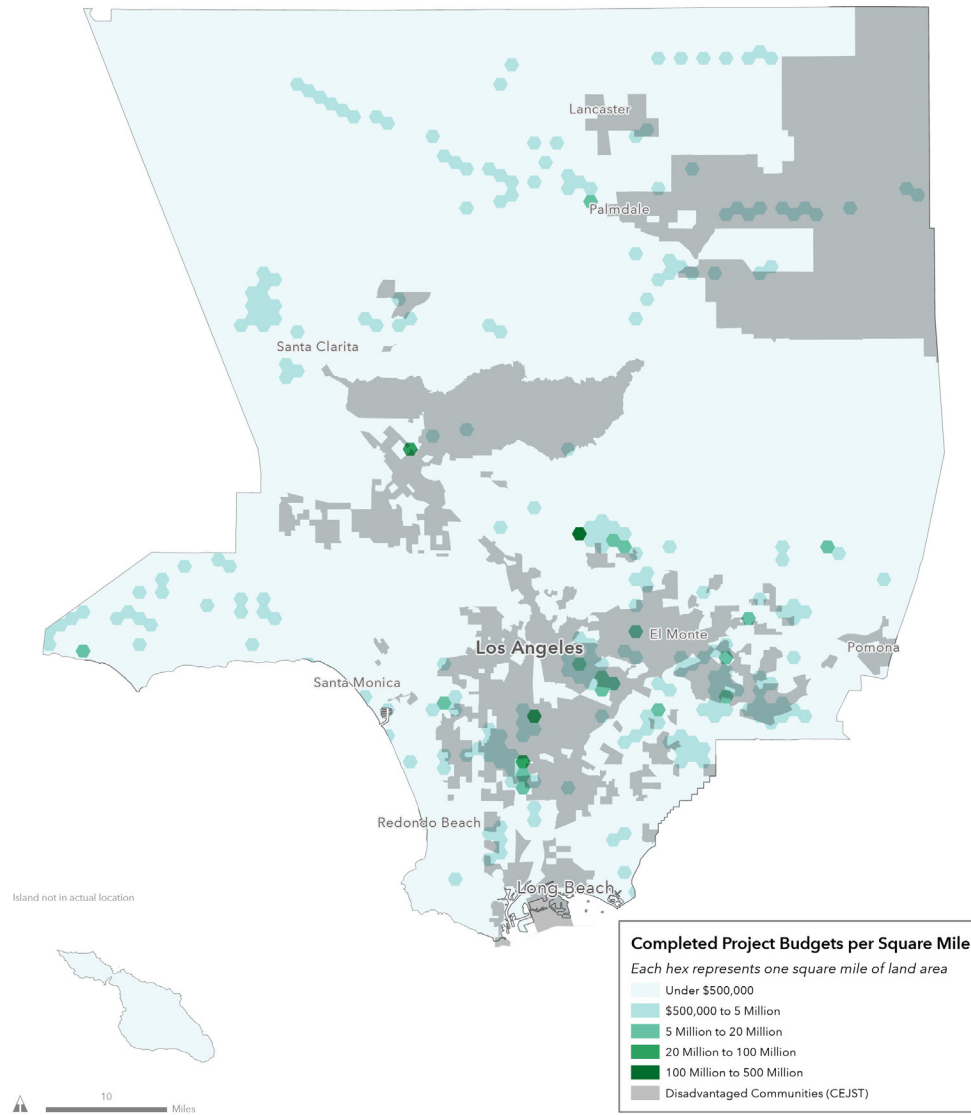 Lancaster
Palmdale
Santa Clarita
Los Angeles
El Monte
Pomona
Santa Monica
Redondo Beach
Long Beach
Island not in actual location
Completed Project Budgets per Square Mile
Each hex represents one square mile of land area
Under $500,000
$500,000 to 5 Million
5 Million to 20 Million
20 Million to 100 Million
100 Million to 500 Million
Disadvantaged Communities (CEJST)
10
Miles